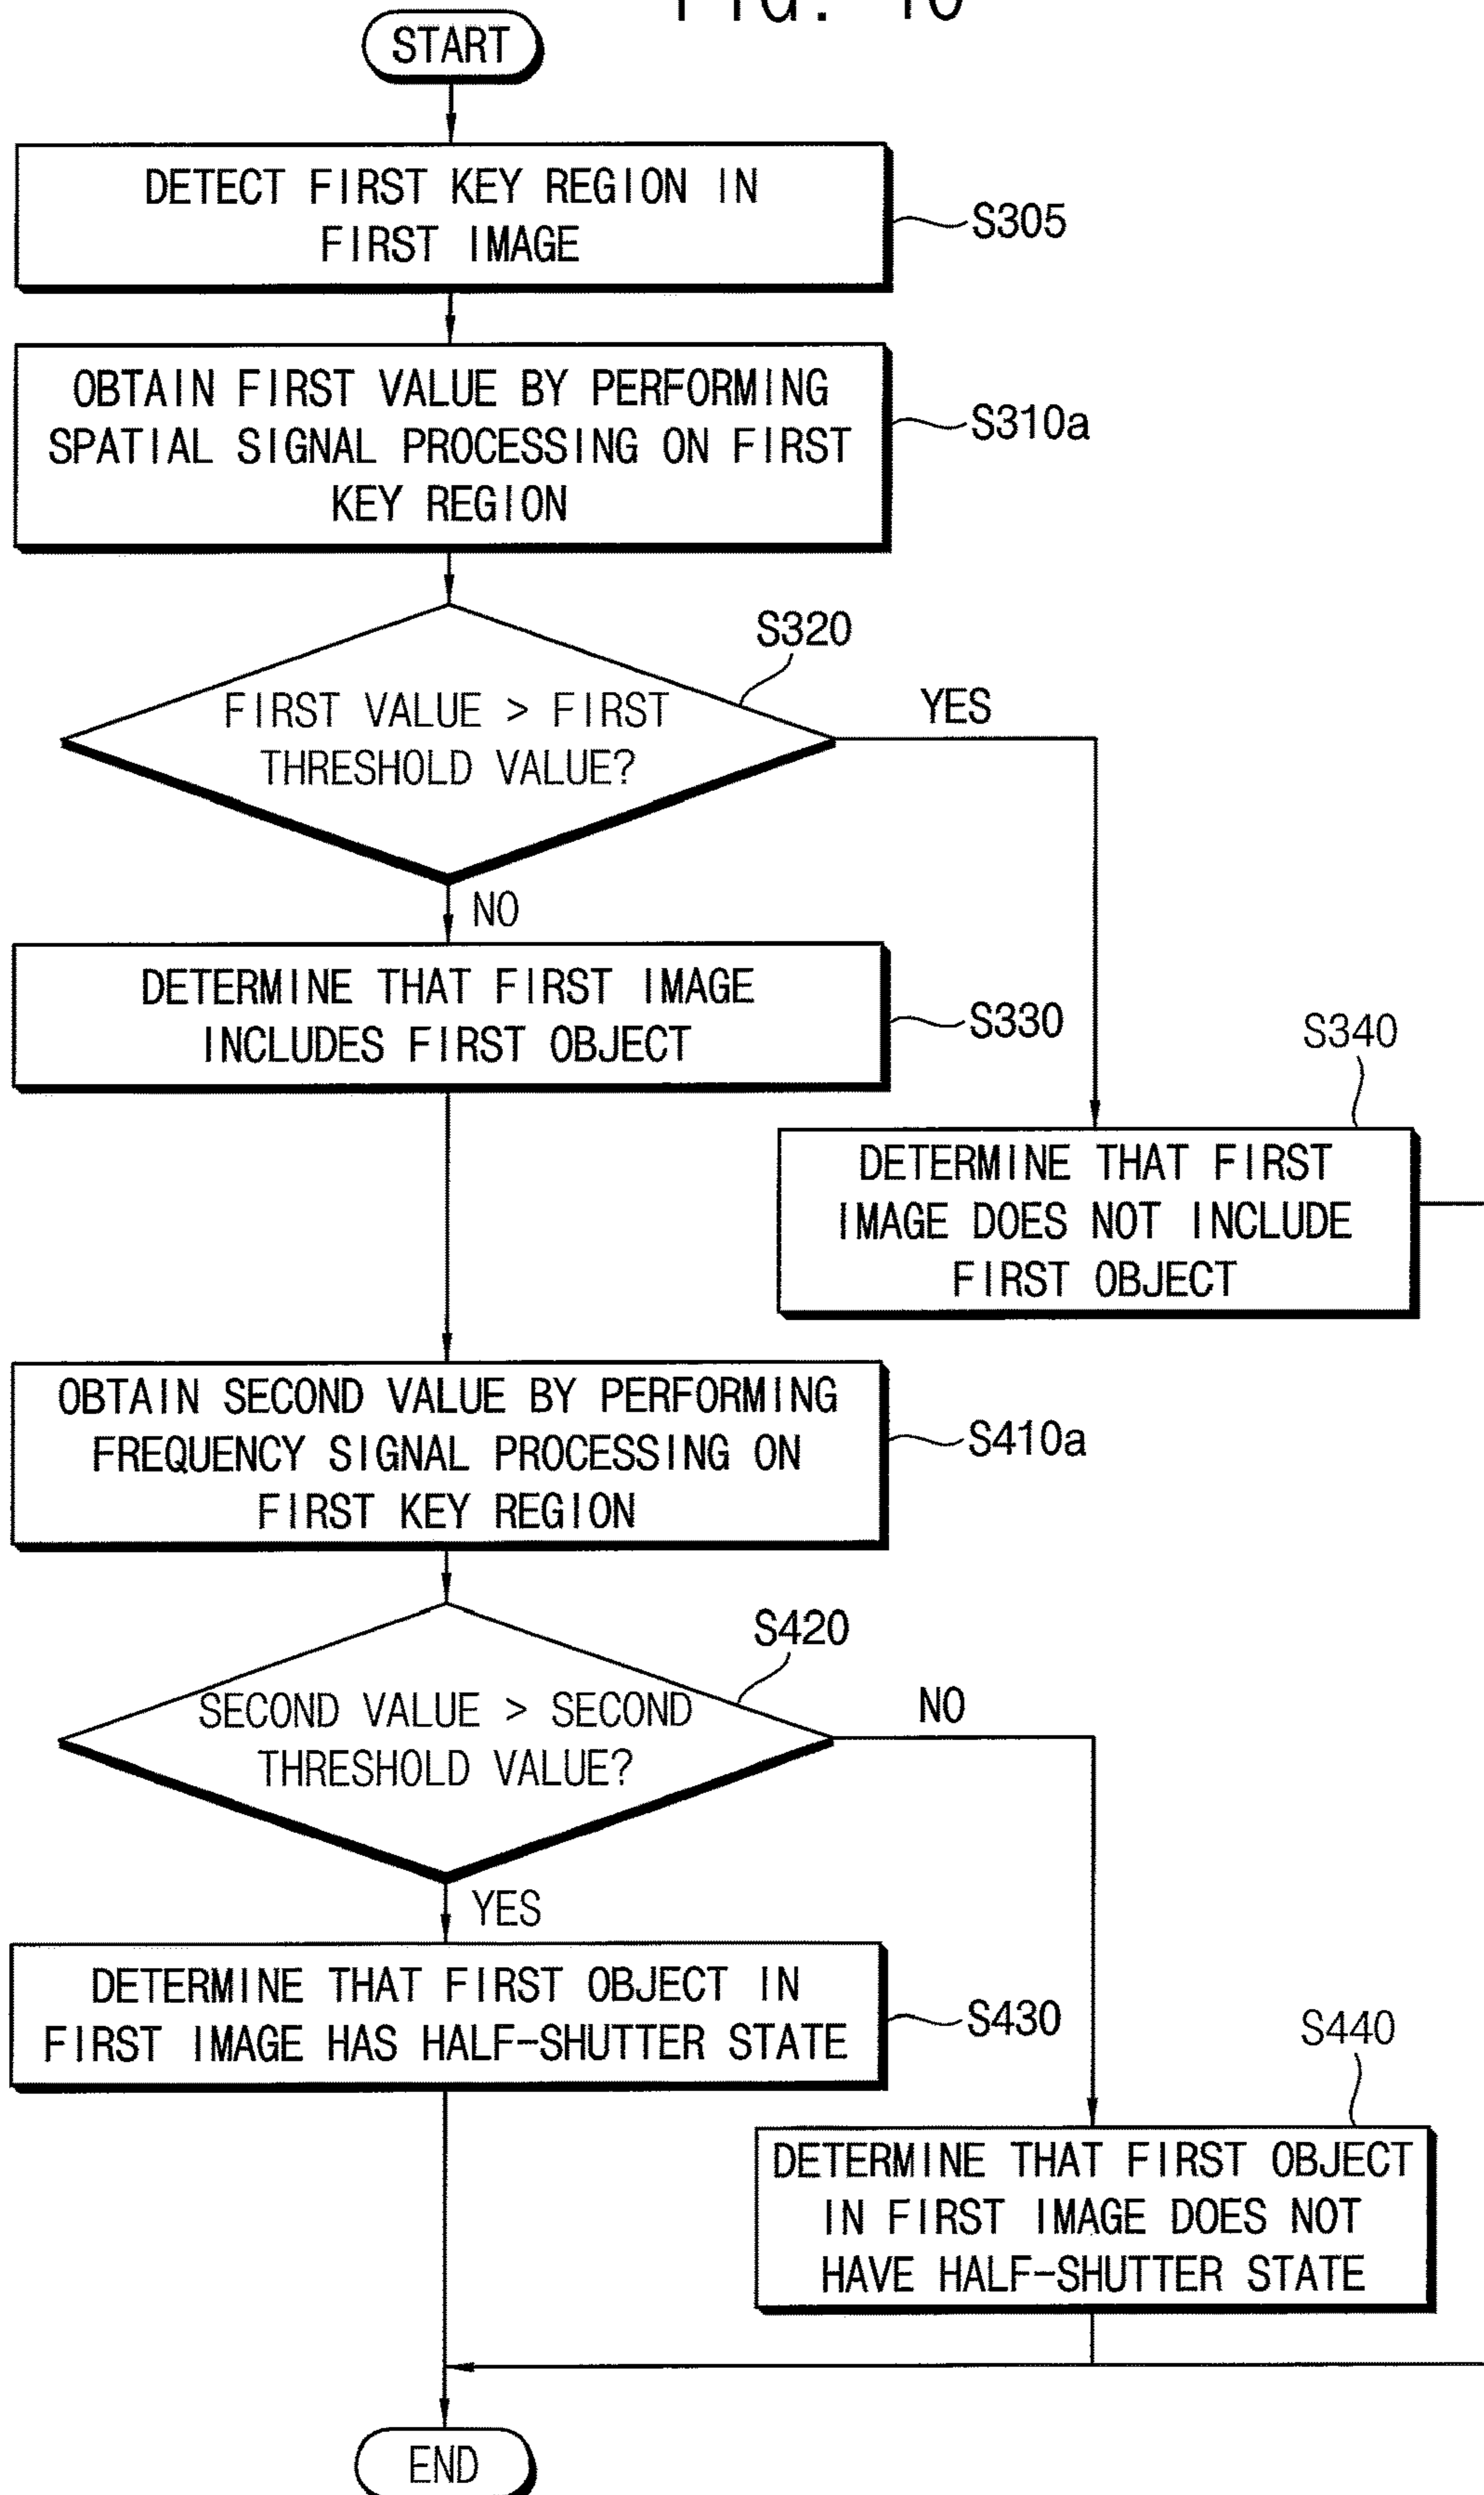 START
DETECT FIRST KEY REGION IN
FIRST IMAGE
S305
OBTAIN FIRST VALUE BY PERFORMING
SPATIAL SIGNAL PROCESSING ON FIRST
KEY REGION
S310a
S320
FIRST VALUE > FIRST
THRESHOLD VALUE?
YES
NO
DETERMINE THAT FIRST IMAGE
INCLUDES FIRST OBJECT
S330
S340
DETERMINE THAT FIRST
IMAGE DOES NOT INCLUDE
FIRST OBJECT
OBTAIN SECOND VALUE BY PERFORMING
FREQUENCY SIGNAL PROCESSING ON
FIRST KEY REGION
S410a
S420
SECOND VALUE > SECOND
THRESHOLD VALUE?
NO
YES
DETERMINE THAT FIRST OBJECT IN
FIRST IMAGE HAS HALF-SHUTTER STATE
S430
S440
DETERMINE THAT FIRST OBJECT
IN FIRST IMAGE DOES NOT
HAVE HALF-SHUTTER STATE
END